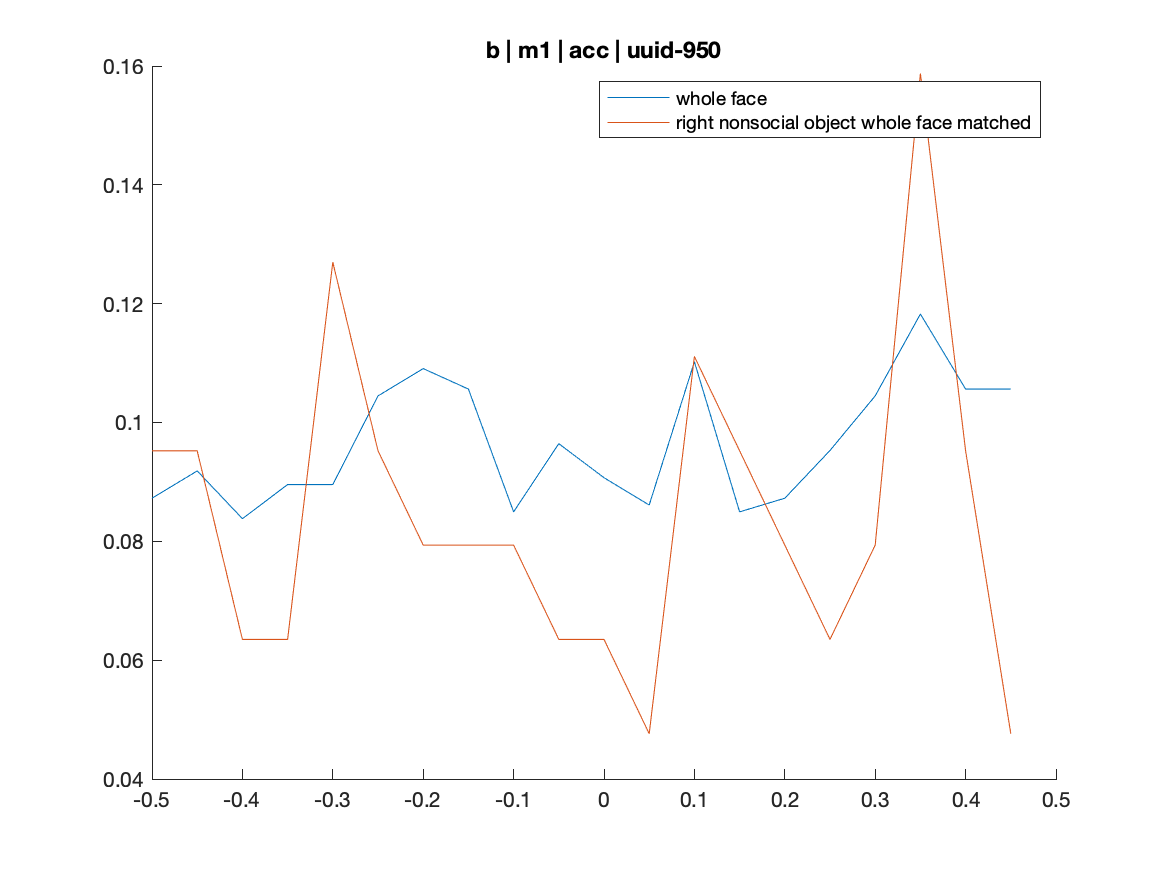 b | m1 | acc | uuid-950
0.16
whole face
right nonsocial object whole face matched
0.14
0.12
0.1
0.08
0.06
0.04
-0.5 -0.4 -0.3 -0.2 -0.1 0 0.1 0.2 0.3 0.4 0.5